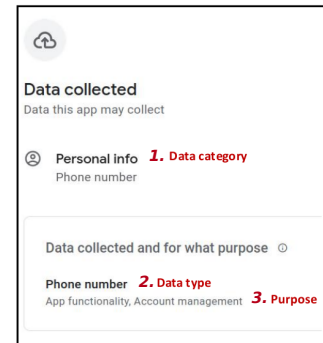 Data collected
Data this app may collect
Personal info 1. Data category
Phone number
Data collected and for what purpose
Phone number 2. Data type
App functionality, Account management 3. Purpose